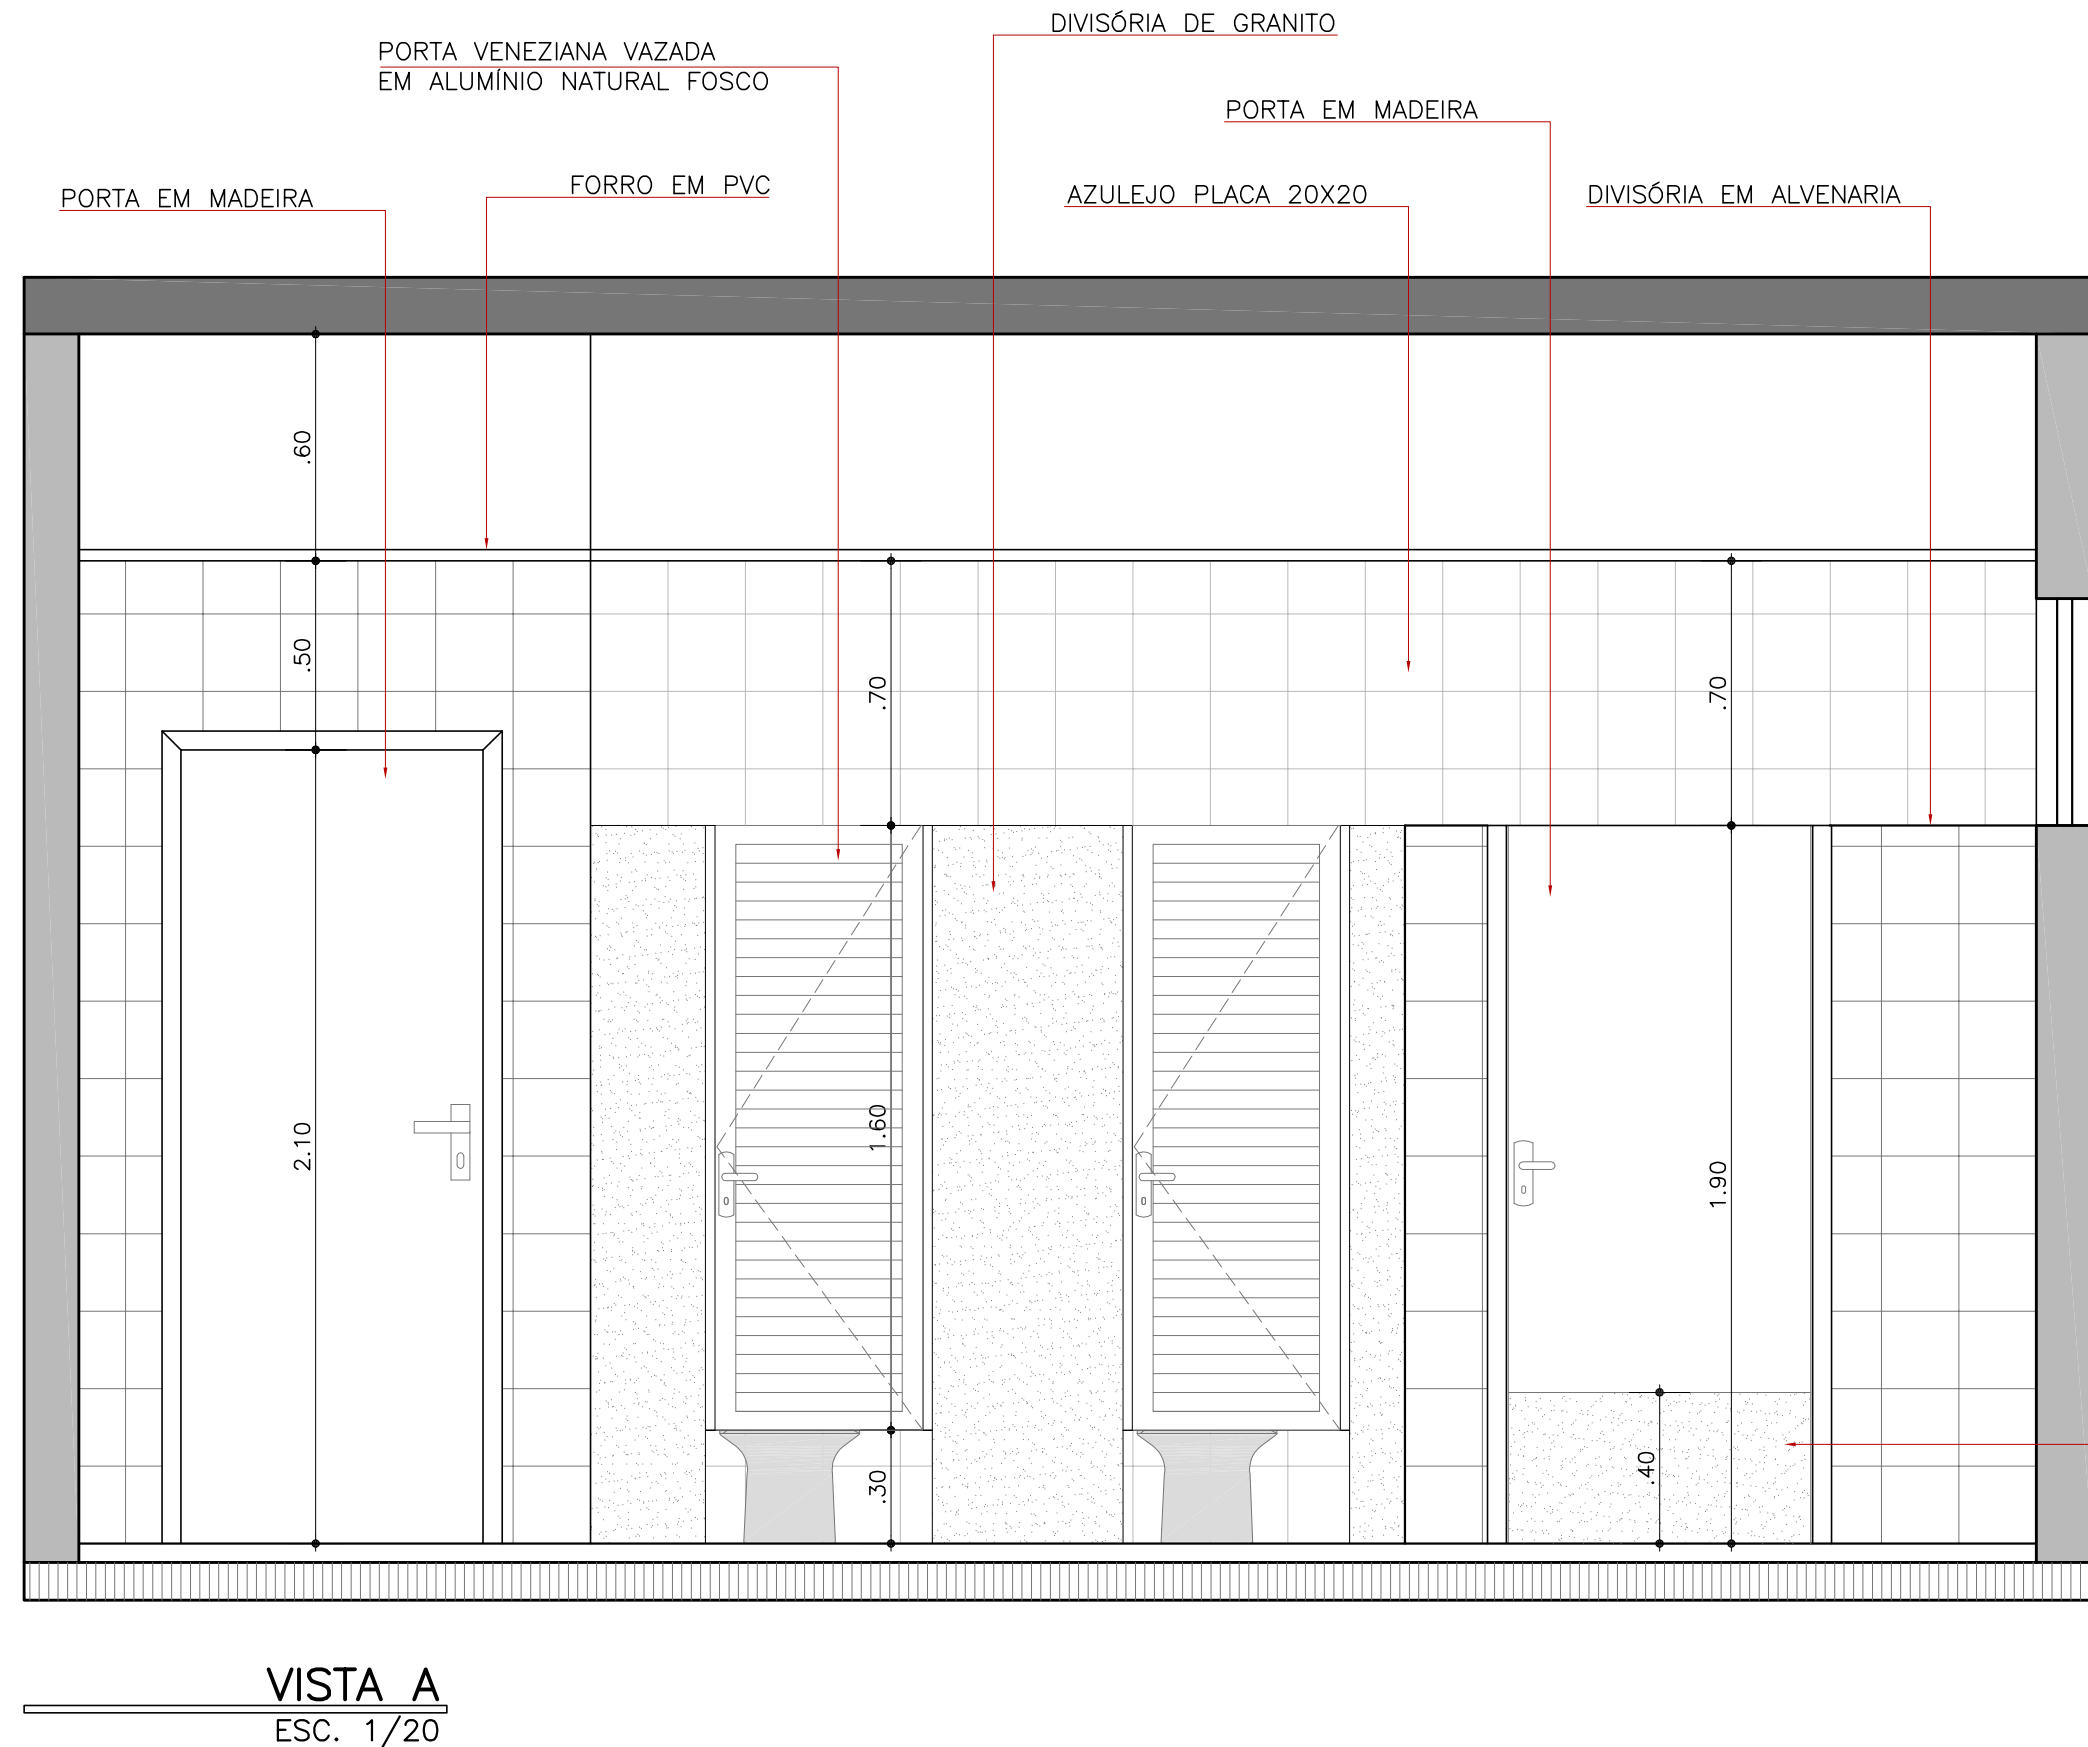 DIVISÓRIA DE GRANITO
PORTA VENEZIANA VAZADA
EM ALUMÍNIO NATURAL FOSCO
PORTA EM MADEIRA
FORRO EM PVC
PORTA EM MADEIRA
AZULEJO PLACA 20X20
DIVISÓRIA EM ALVENARIA
.60
.50
.70
.70
2.10
1.60
1.90
.40
.30
VISTA A
ESC. 1/20